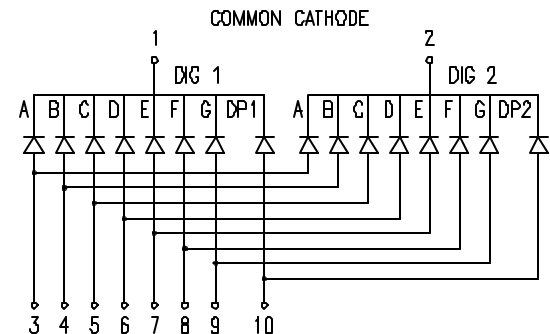 COMMON CATHODE
1 2
DIG 1 DIG 2
A B C D E F G DP1 A B C D E F G DP2
3 4 5 6 7 8 9 10